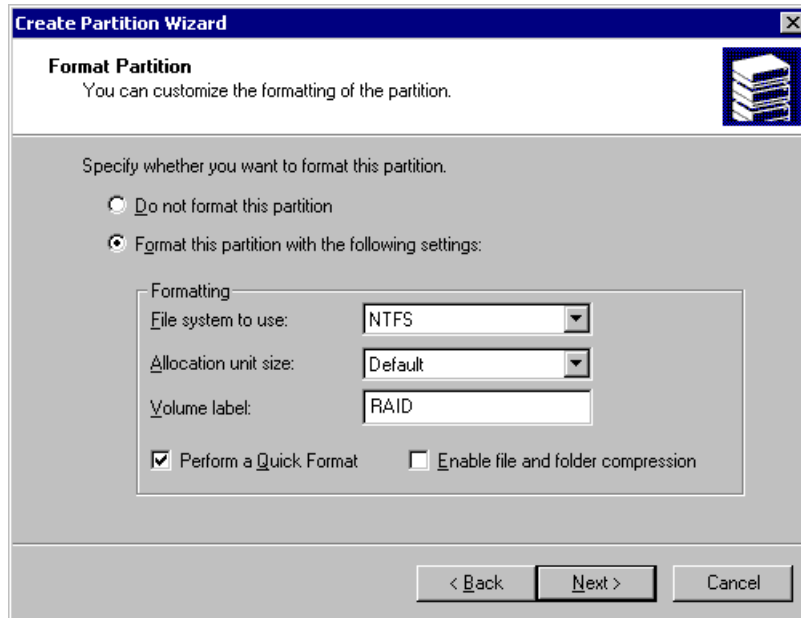 Create Partition Wizard
Format Partition
You can customize the formatting of the partition.
Specify whether you want to format this partition.
Do not format this partition
Format this partition with the following settings:
Formatting
File system to use: NTFS
Allocation unit size: Default
Volume label: RAID
Perform a Quick Format Enable file and folder compression
< Back Next > Cancel